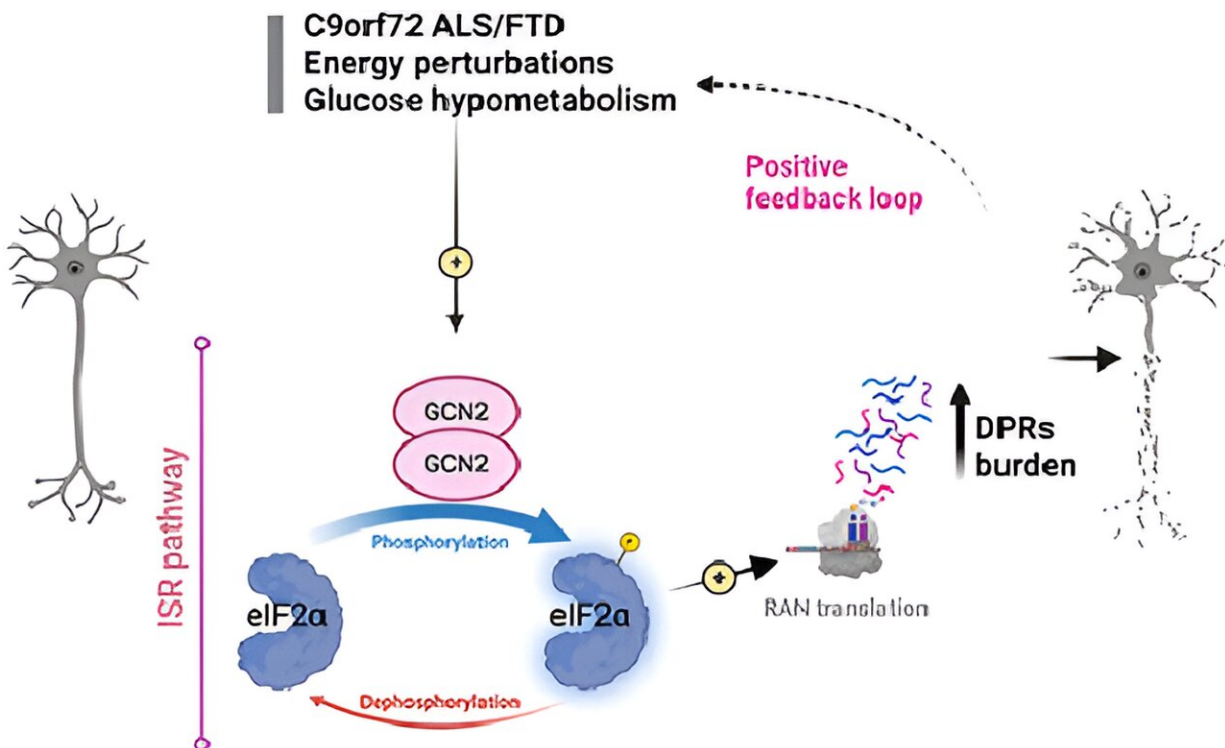 C9orf72 ALS/FTD
Energy perturbations
Glucose hypometabolism
Positive
feedback loop
GCN2
GCN2
ISR pathway
Phosphorylation
eIF2α
eIF2α
Dephosphorylation
RAN translation
DPRs
burden